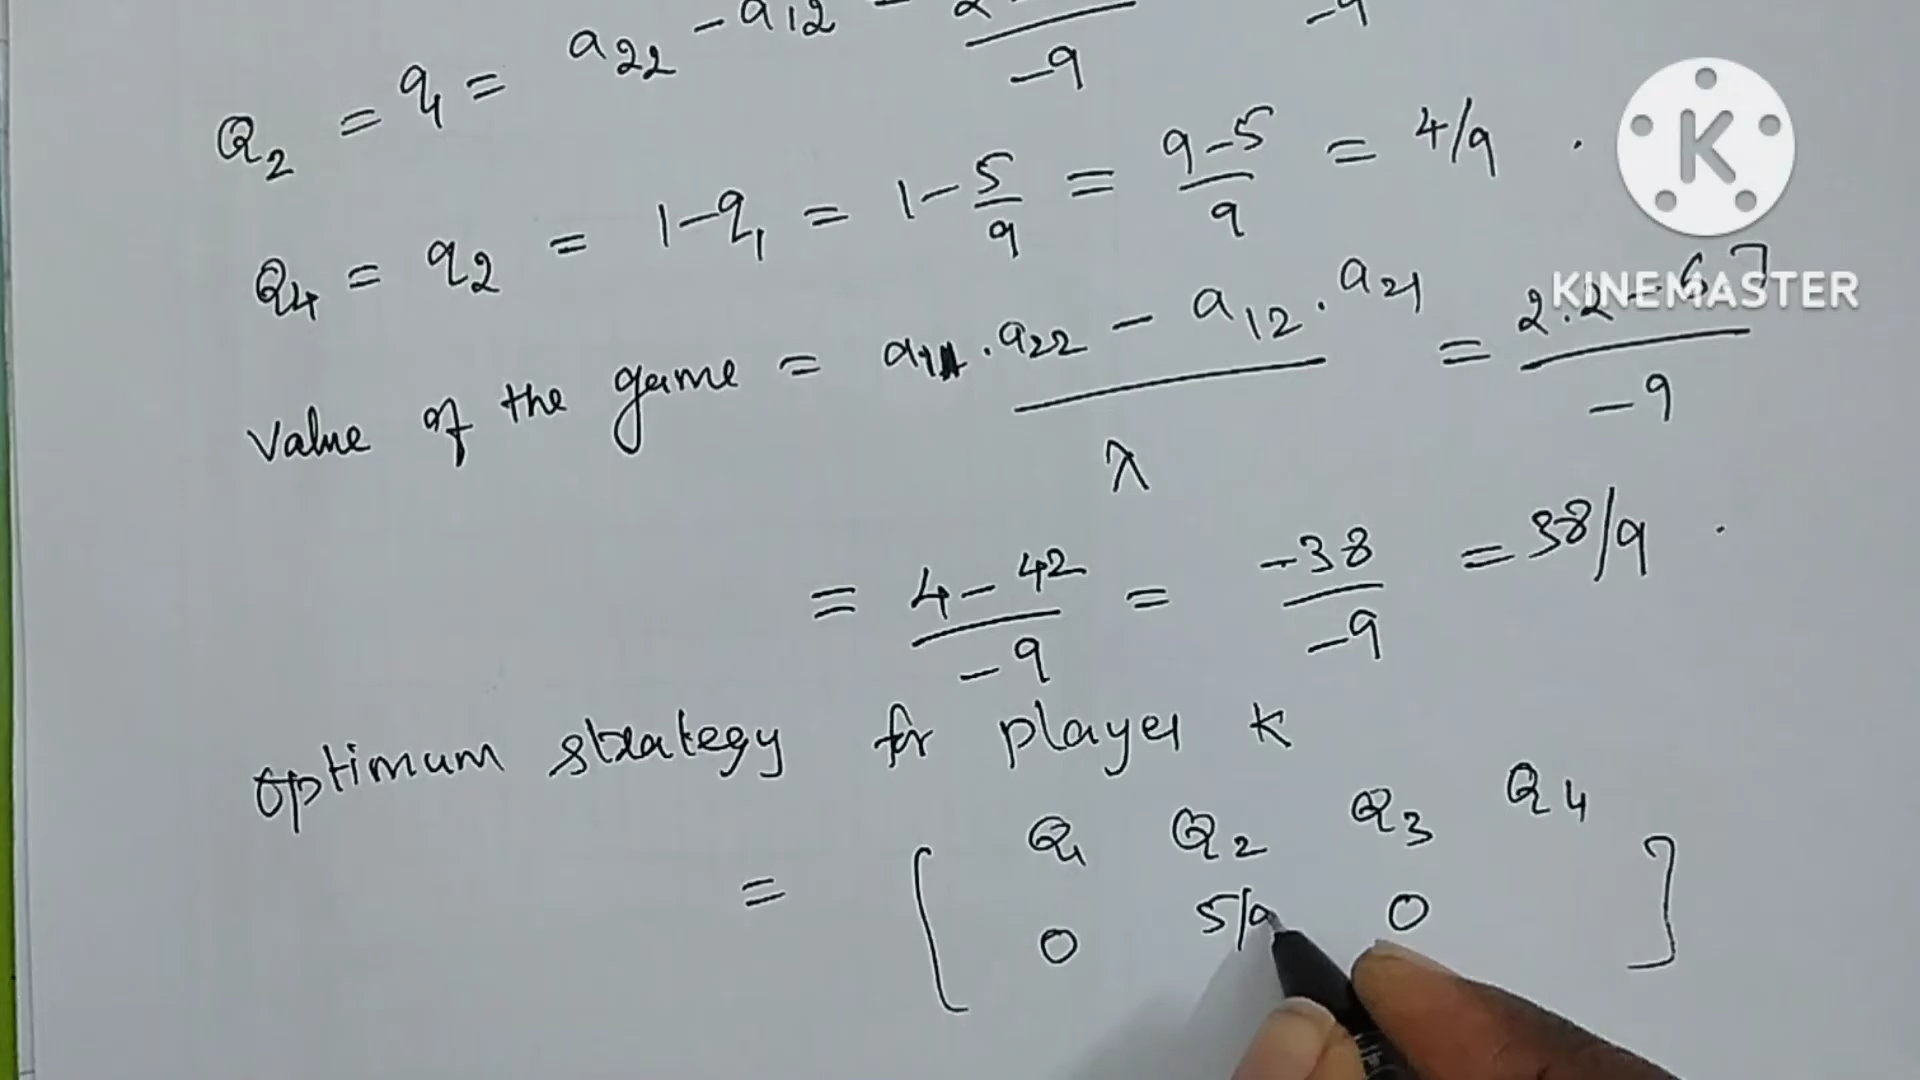 Q2 = q1 = a22 - a12 = 2 / -9 -9
Q4 = q2 = 1-q1 = 1 - 5/9 = 9-5/9 = 4/9 .
K
KINEMASTER
Value of the game = a11 . a22 - a12 . a21 / λ = 2.2 - 6.7 / -9
= 4-42 / -9 = -38 / -9 = 38/9 .
optimum strategy for player K
Q1 Q2 Q3 Q4
= [ 0 5/9 0 ]